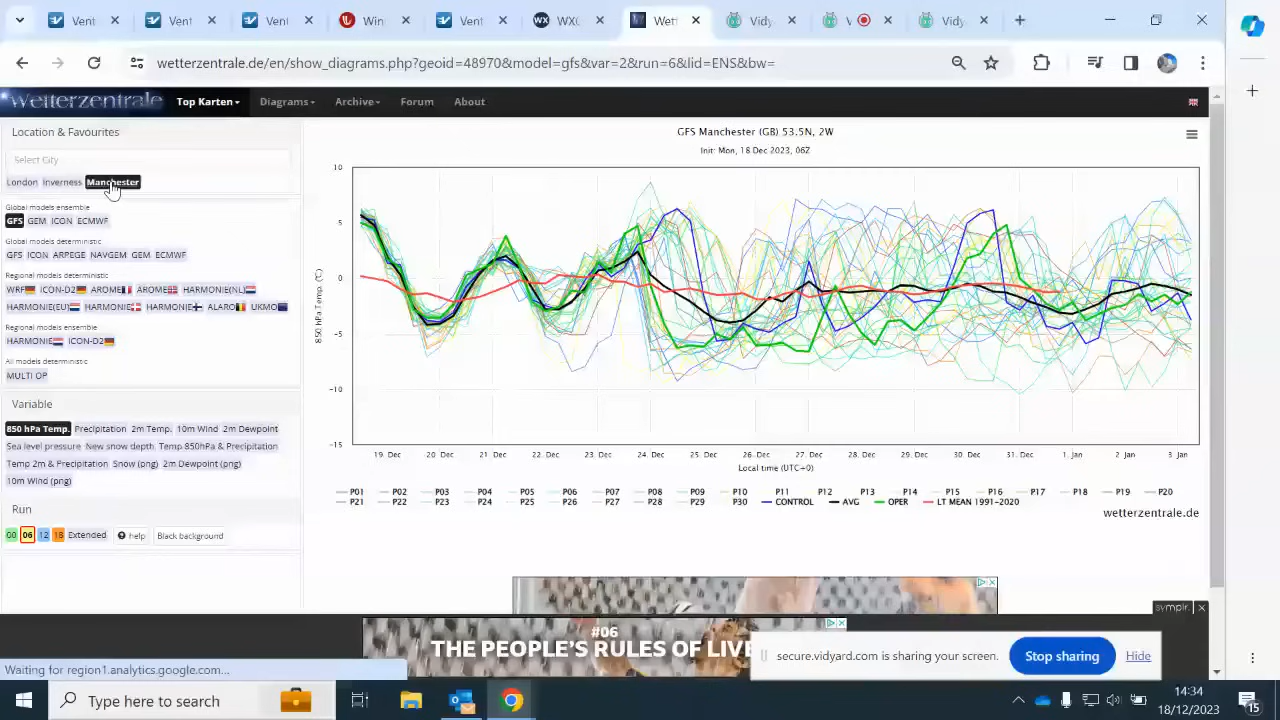 Vent
Vent
Vent
Win
Vent
WX
Wett
Vidy
V
Vidy
wetterzentrale.de/en/show_diagrams.php?geoid=48970&model=gfs&var=2&run=6&lid=ENS&bw=
Wetterzentrale Top Karten Diagrams Archive Forum About
Location & Favourites
Select City
London Inverness Manchester
Global models ensemble
GFS GEM ICON ECMWF
Global models deterministic
GFS ICON ARPEGE NAVGEM GEM ECMWF
Regional models deterministic
WRF ICON-D2 AROME AROME HARMONIE(NL)
HARMONIE(EU) HARMONIE HARMONIE ALARO UKMO
Regional models ensemble
HARMONIE ICON-D2
All models deterministic
MULTI OP
Variable
850 hPa Temp. Precipitation 2m Temp. 10m Wind 2m Dewpoint
Sea level pressure New snow depth Temp 850hPa & Precipitation
Temp 2m & Precipitation Snow (png) 2m Dewpoint (png)
10m Wind (png)
Run
00 06 12 18 Extended help Black background
GFS Manchester (GB) 53.5N, 2W
Init: Mon, 18 Dec 2023, 06Z
10
5
0
-5
-10
-15
850 hPa Temp. (°C)
19. Dec 20. Dec 21. Dec 22. Dec 23. Dec 24. Dec 25. Dec 26. Dec 27. Dec 28. Dec 29. Dec 30. Dec 31. Dec 1. Jan 2. Jan 3. Jan
Local time (UTC+0)
P01 P02 P03 P04 P05 P06 P07 P08 P09 P10 P11 P12 P13 P14 P15 P16 P17 P18 P19 P20
P21 P22 P23 P24 P25 P26 P27 P28 P29 P30 CONTROL AVG OPER LT MEAN 1991-2020
wetterzentrale.de
symplr.
#06
THE PEOPLE'S RULES OF LIVE
secure.vidyard.com is sharing your screen. Stop sharing Hide
Waiting for region1.analytics.google.com...
Type here to search
14:34
18/12/2023
15